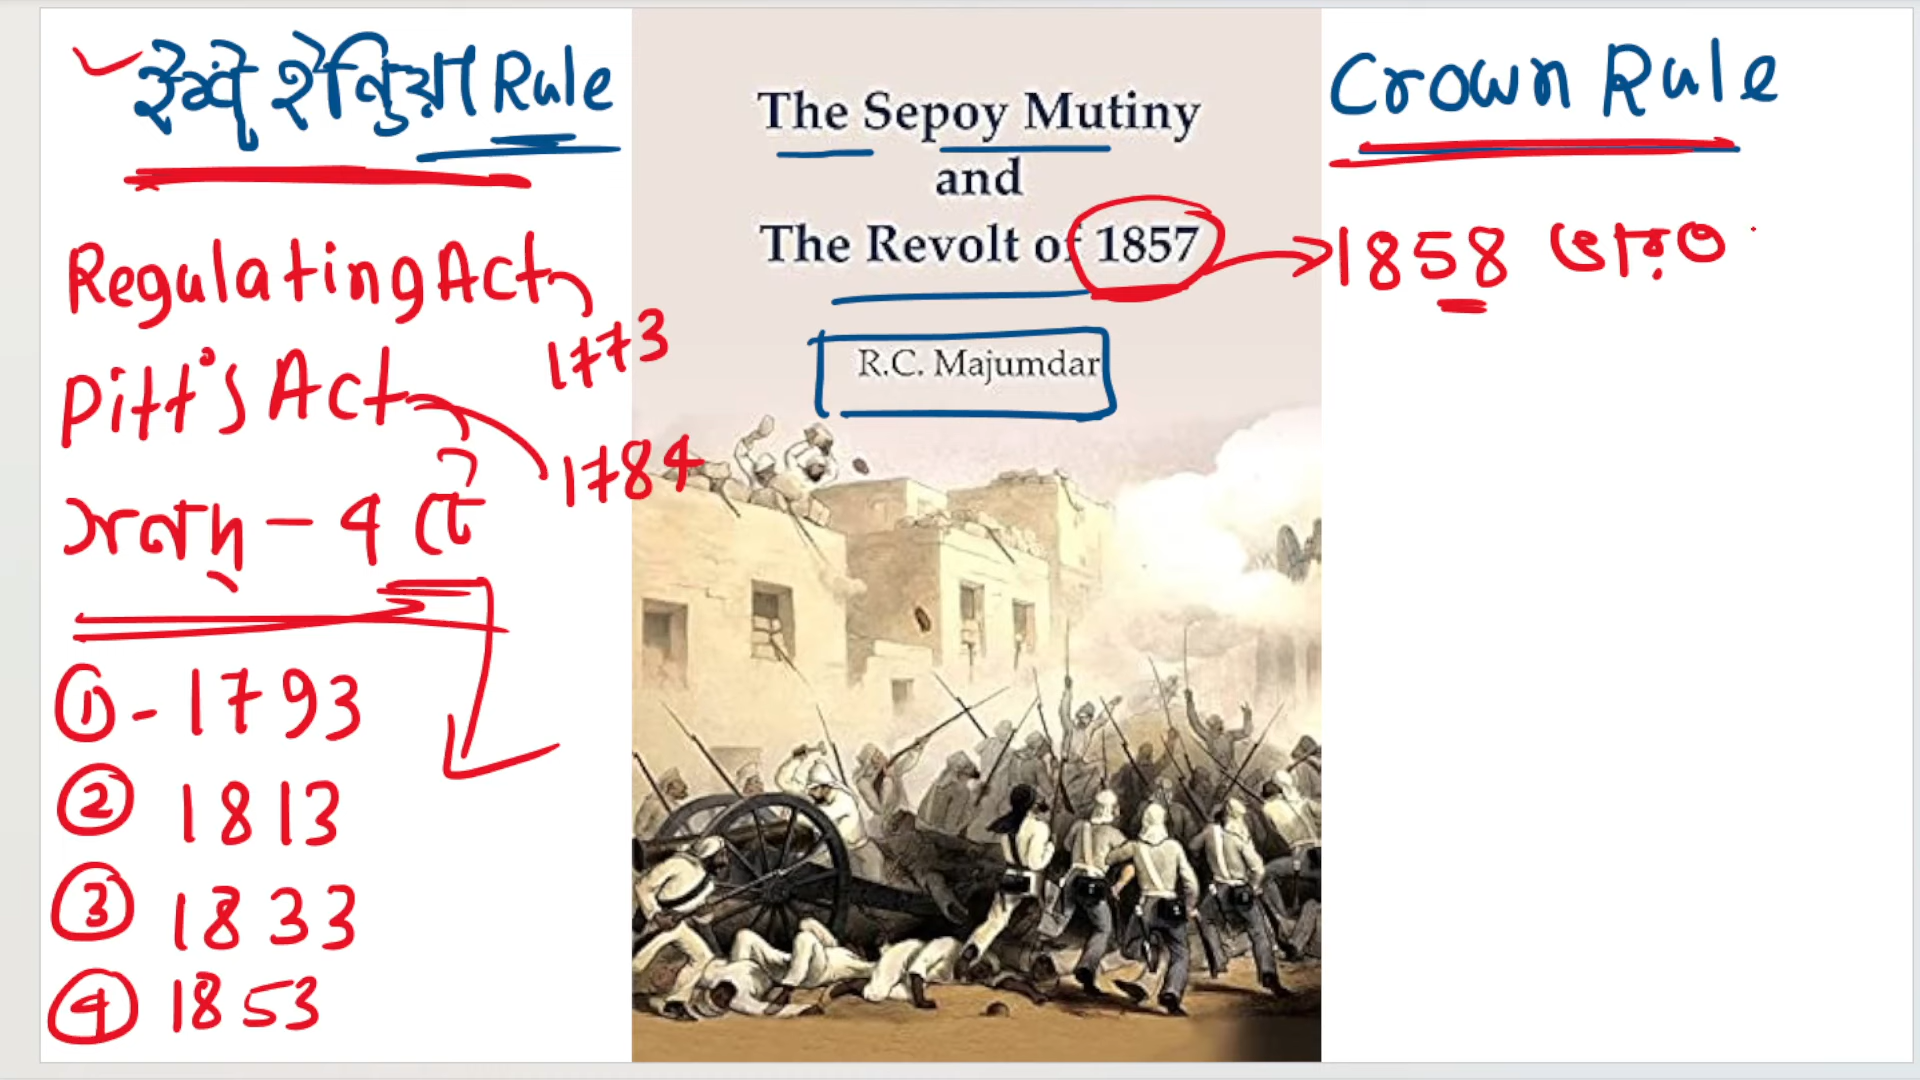 ইস্ট ইন্ডিয়া Rule
Regulating Act
1773
Pitt's Act
1784
সনদ - 4 টি
① - 1793
② 1813
③ 1833
④ 1853
The Sepoy Mutiny
and
The Revolt of 1857
R.C. Majumdar
Crown Rule
1858 ভারত